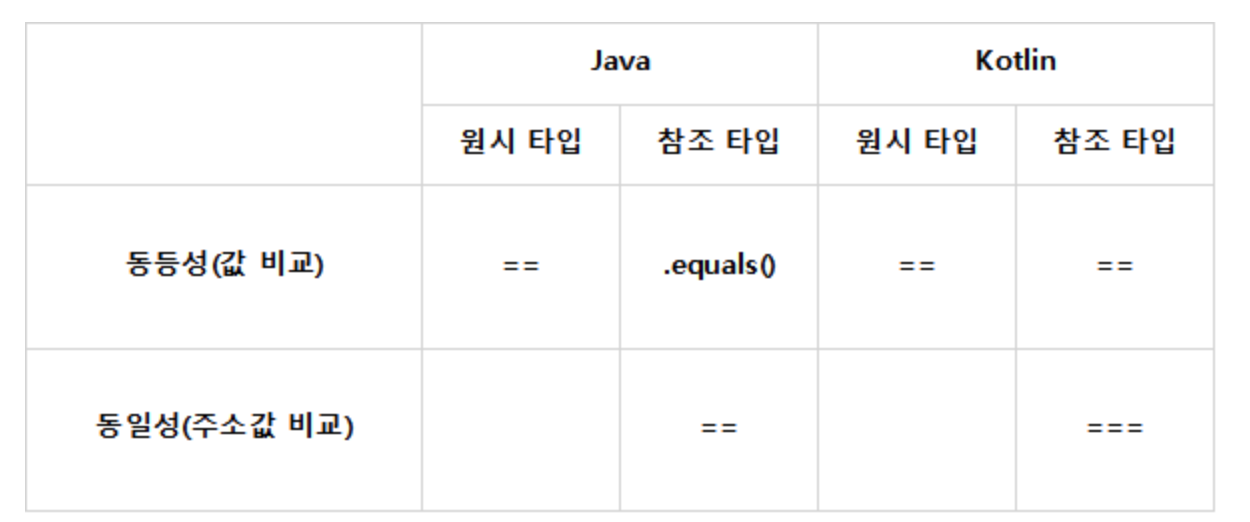 Java Kotlin
원시 타입 참조 타입 원시 타입 참조 타입
동등성(값 비교) == .equals() == ==
동일성(주소값 비교) == ===